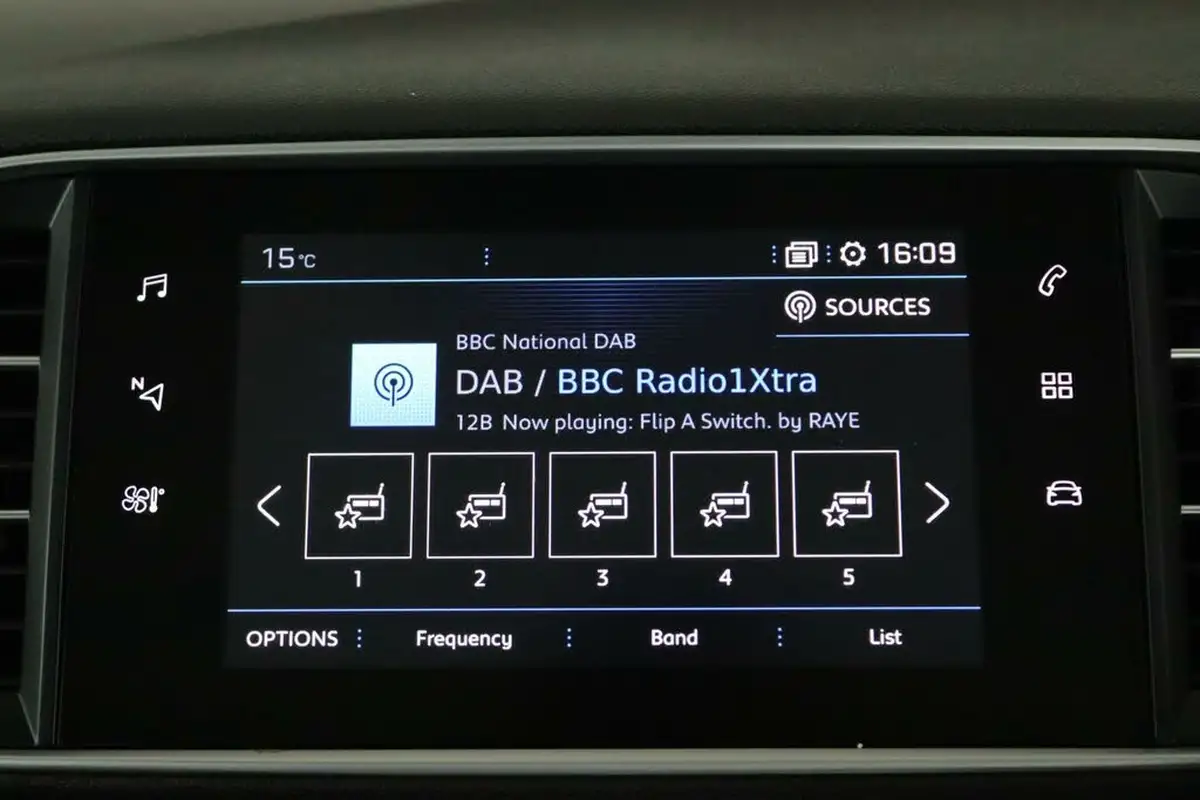 15°C
16:09
SOURCES
BBC National DAB
DAB / BBC Radio1Xtra
12B Now playing: Flip A Switch. by RAYE
N
1 2 3 4 5
OPTIONS Frequency Band List